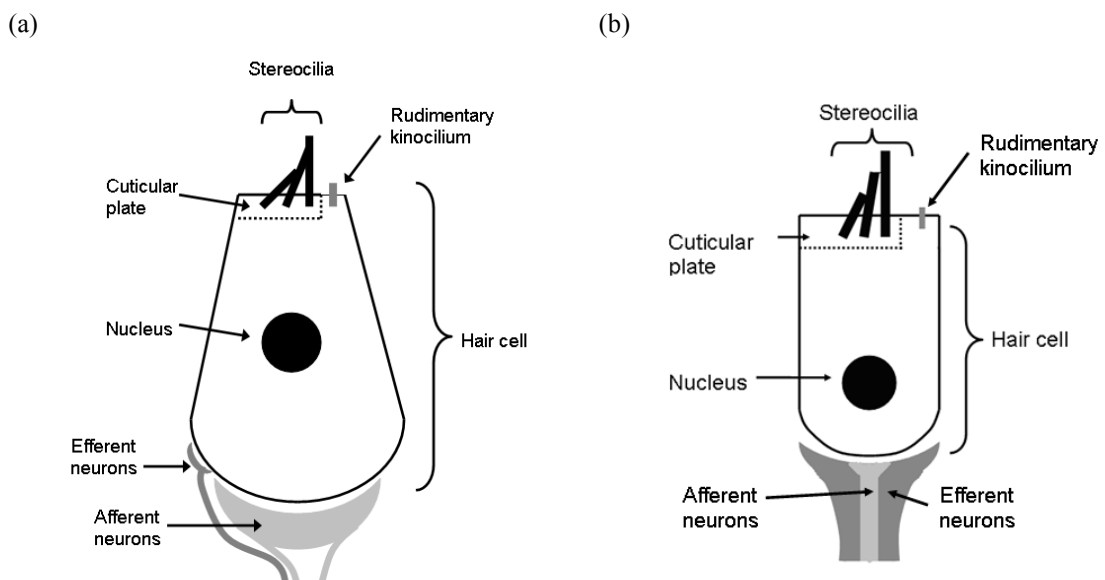 (a)
Stereocilia
Rudimentary
kinocilium
Cuticular
plate
Nucleus
Hair cell
Efferent
neurons
Afferent
neurons
(b)
Stereocilia
Rudimentary
kinocilium
Cuticular
plate
Hair cell
Nucleus
Afferent
neurons
Efferent
neurons